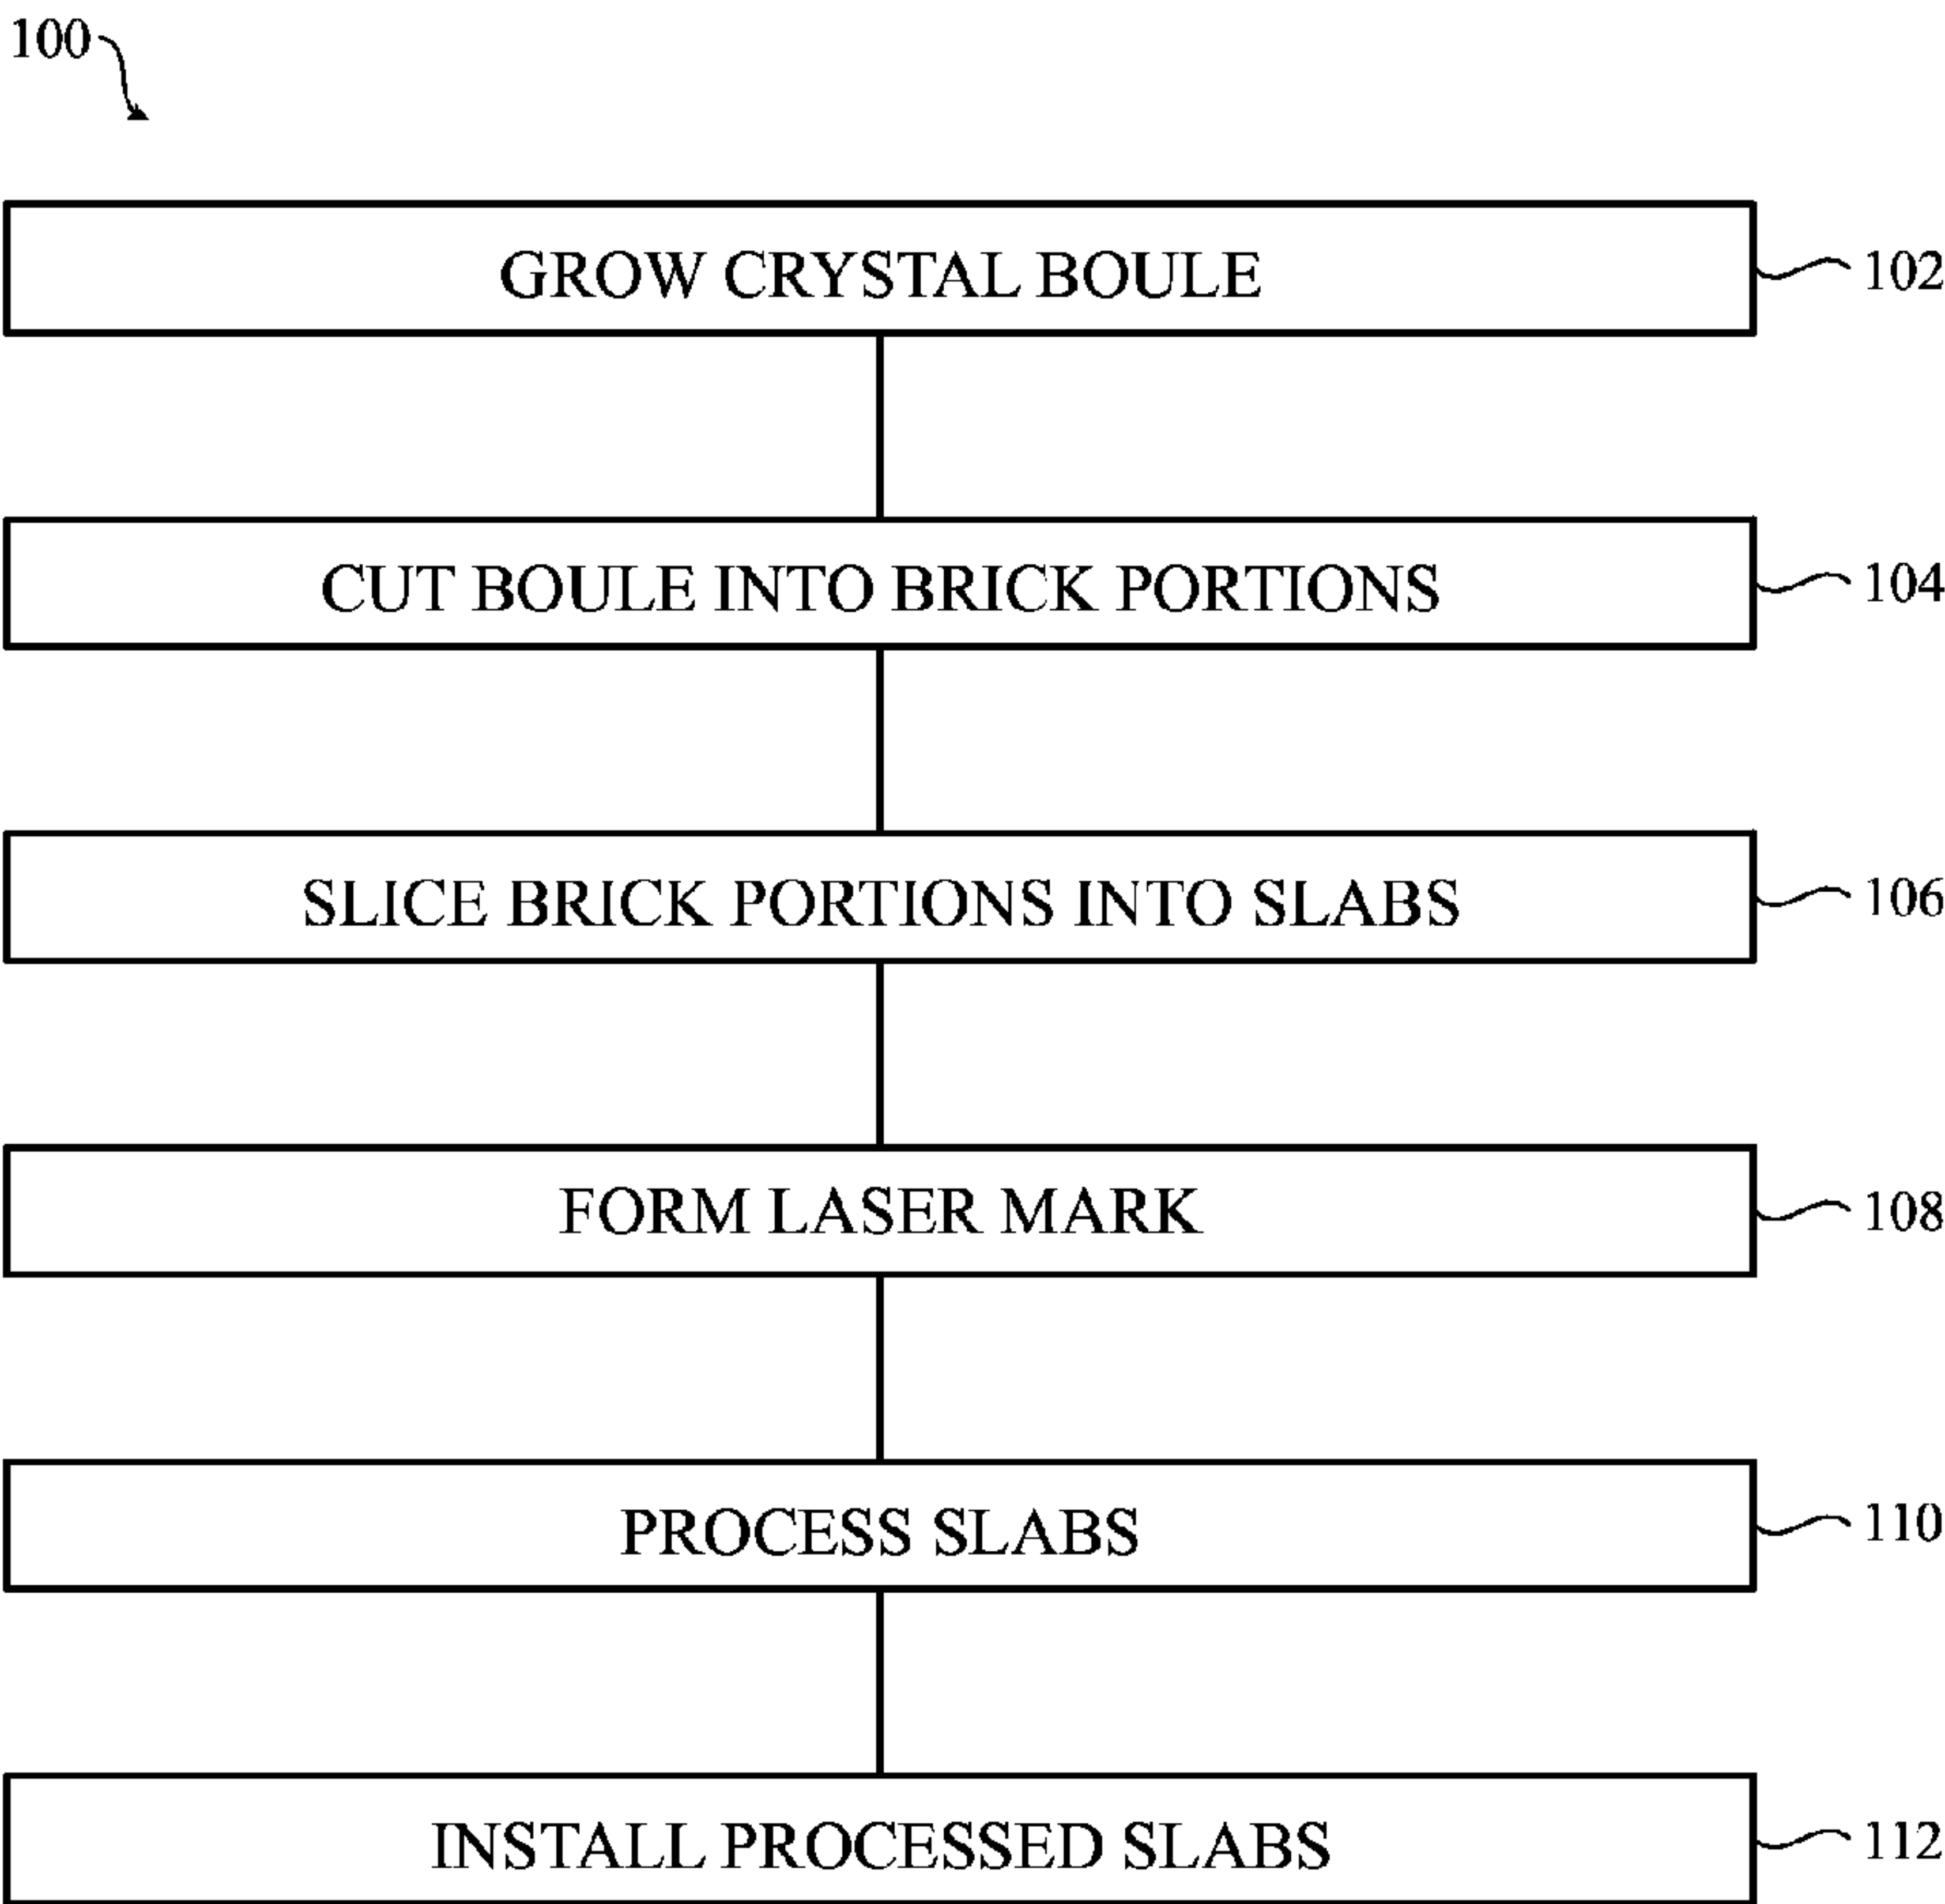 100
GROW CRYSTAL BOULE 102
CUT BOULE INTO BRICK PORTIONS 104
SLICE BRICK PORTIONS INTO SLABS 106
FORM LASER MARK 108
PROCESS SLABS 110
INSTALL PROCESSED SLABS 112